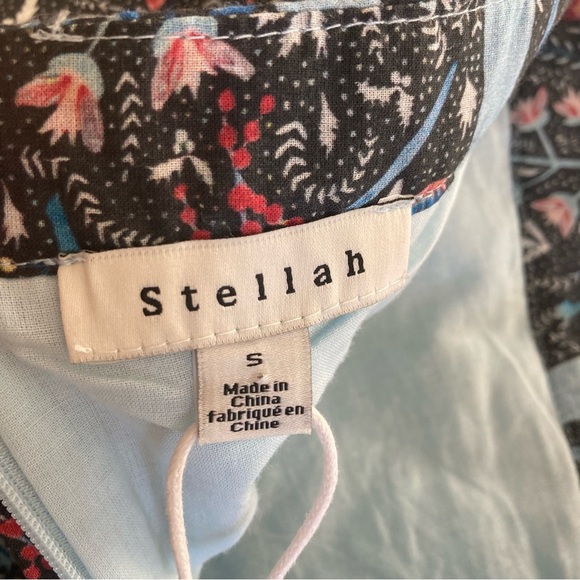 Stellah
S
Made in
China
fabriqué en
Chine